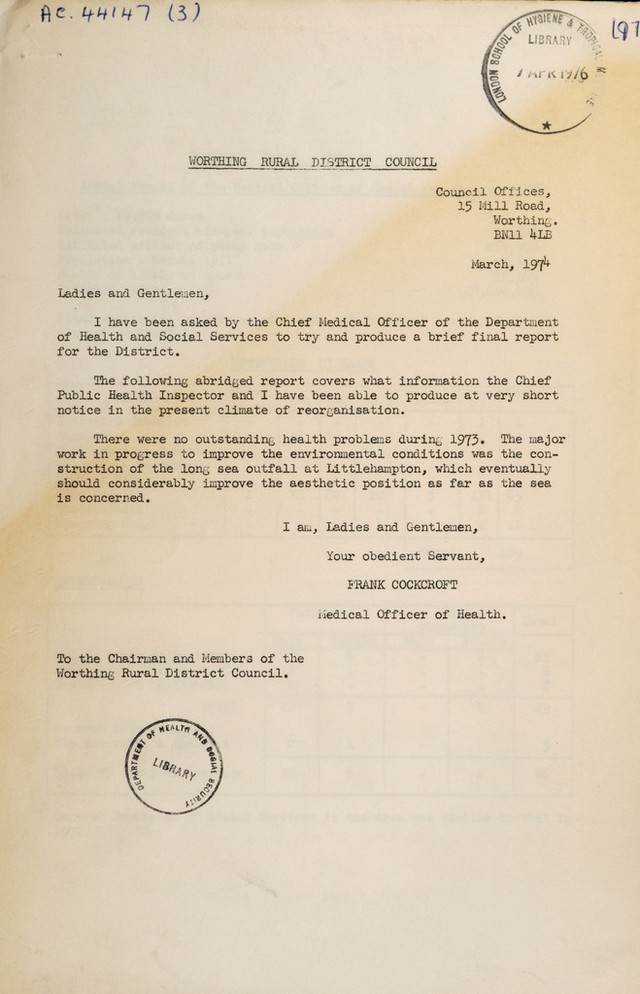 AC. 44147 (3)
197
LONDON SCHOOL OF HYGIENE & TROPICAL
LIBRARY
7 APR 1976
WORTHING RURAL DISTRICT COUNCIL
Council Offices,
15 Mill Road,
Worthing.
BN11 4LB
March, 1974
Ladies and Gentlemen,
I have been asked by the Chief Medical Officer of the Department
of Health and Social Services to try and produce a brief final report
for the District.
The following abridged report covers what information the Chief
Public Health Inspector and I have been able to produce at very short
notice in the present climate of reorganisation.
There were no outstanding health problems during 1973. The major
work in progress to improve the environmental conditions was the con-
struction of the long sea outfall at Littlehampton, which eventually
should considerably improve the aesthetic position as far as the sea
is concerned.
I am, Ladies and Gentlemen,
Your obedient Servant,
FRANK COCKCROFT
Medical Officer of Health.
To the Chairman and Members of the
Worthing Rural District Council.
DEPARTMENT OF HEALTH AND SOCIAL SECURITY
LIBRARY